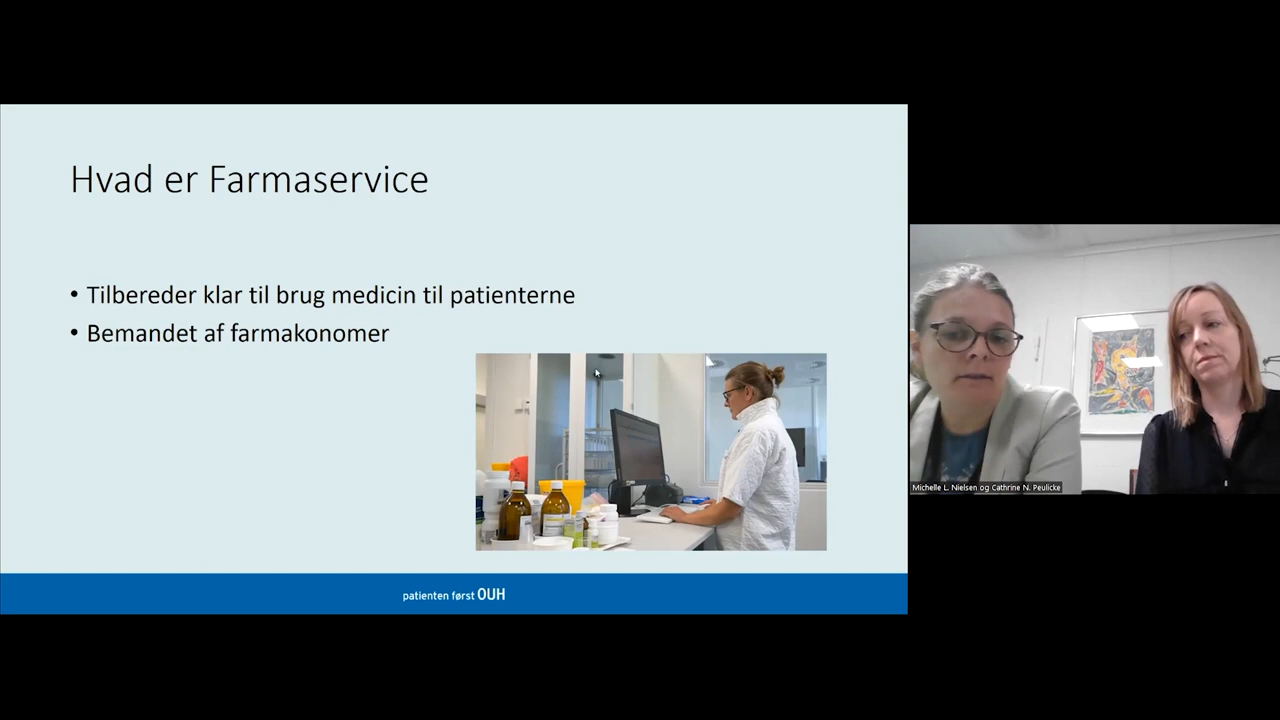 Hvad er Farmaservice
• Tilbereder klar til brug medicin til patienterne
• Bemandet af farmakonomer
patienten først OUH
Michelle L. Nielsen og Cathrine N. Peulicke